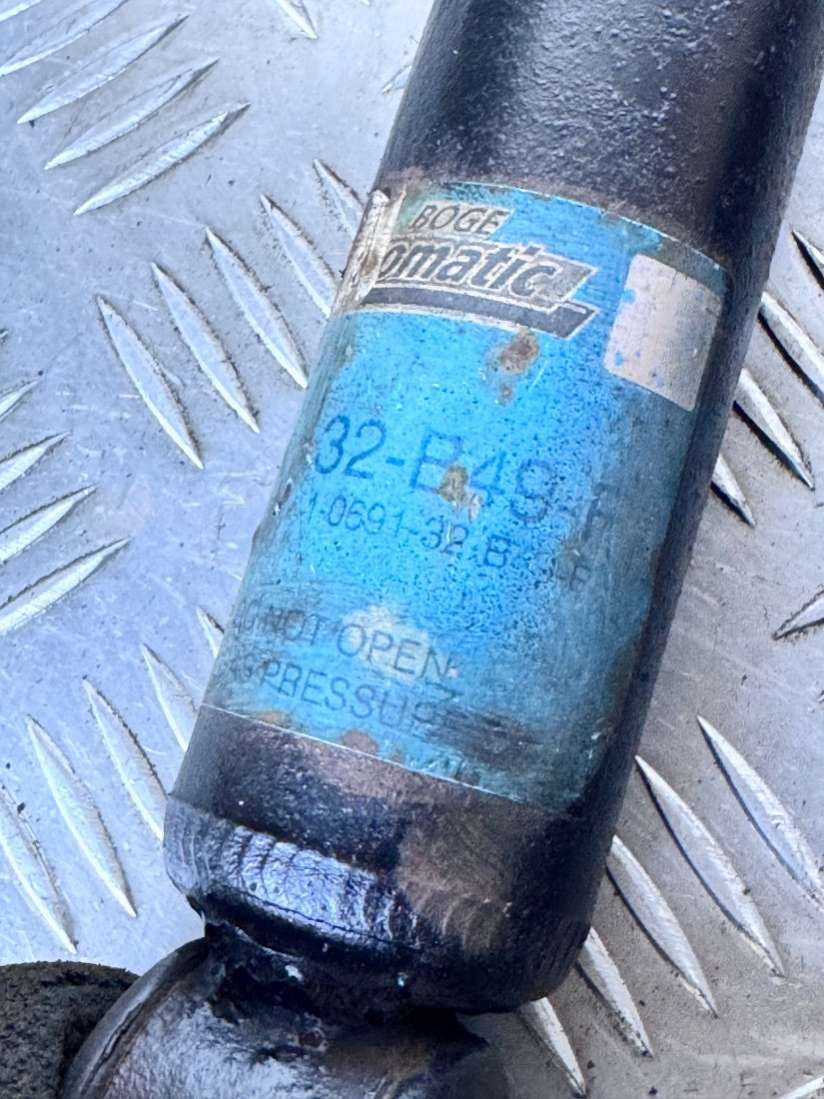 BOGE
omatic
32-B49-F
1-0691-32-B
NOT OPEN
PRESSURE